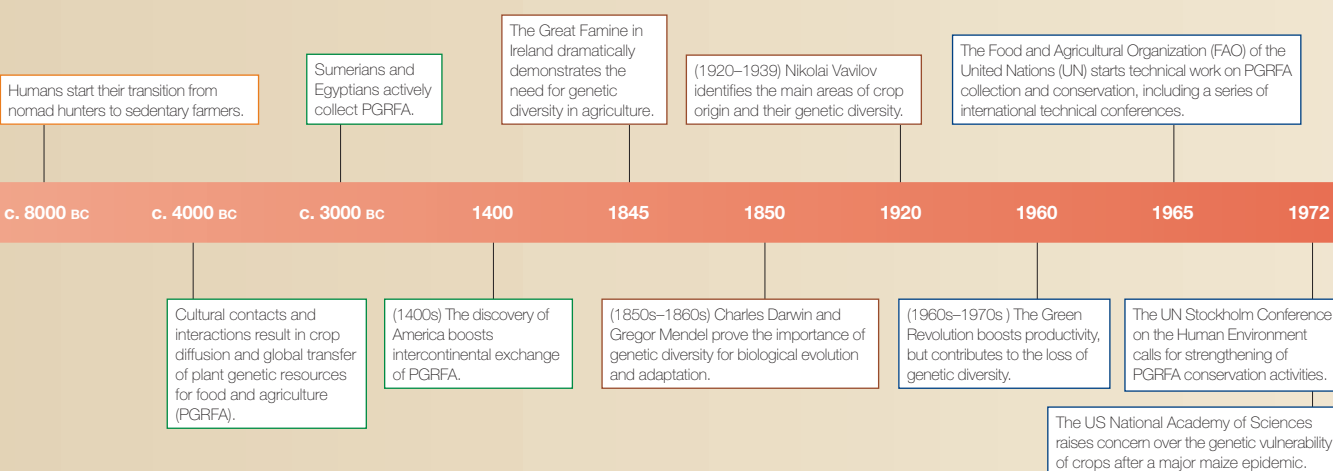 Humans start their transition from
nomad hunters to sedentary farmers.
Sumerians and
Egyptians actively
collect PGRFA.
The Great Famine in
Ireland dramatically
demonstrates the
need for genetic
diversity in agriculture.
(1920–1939) Nikolai Vavilov
identifies the main areas of crop
origin and their genetic diversity.
The Food and Agricultural Organization (FAO) of the
United Nations (UN) starts technical work on PGRFA
collection and conservation, including a series of
international technical conferences.
c. 8000 BC c. 4000 BC c. 3000 BC 1400 1845 1850 1920 1960 1965 1972
Cultural contacts and
interactions result in crop
diffusion and global transfer
of plant genetic resources
for food and agriculture
(PGRFA).
(1400s) The discovery of
America boosts
intercontinental exchange
of PGRFA.
(1850s–1860s) Charles Darwin and
Gregor Mendel prove the importance of
genetic diversity for biological evolution
and adaptation.
(1960s–1970s ) The Green
Revolution boosts productivity,
but contributes to the loss of
genetic diversity.
The UN Stockholm Conference
on the Human Environment
calls for strengthening of
PGRFA conservation activities.
The US National Academy of Sciences
raises concern over the genetic vulnerability
of crops after a major maize epidemic.